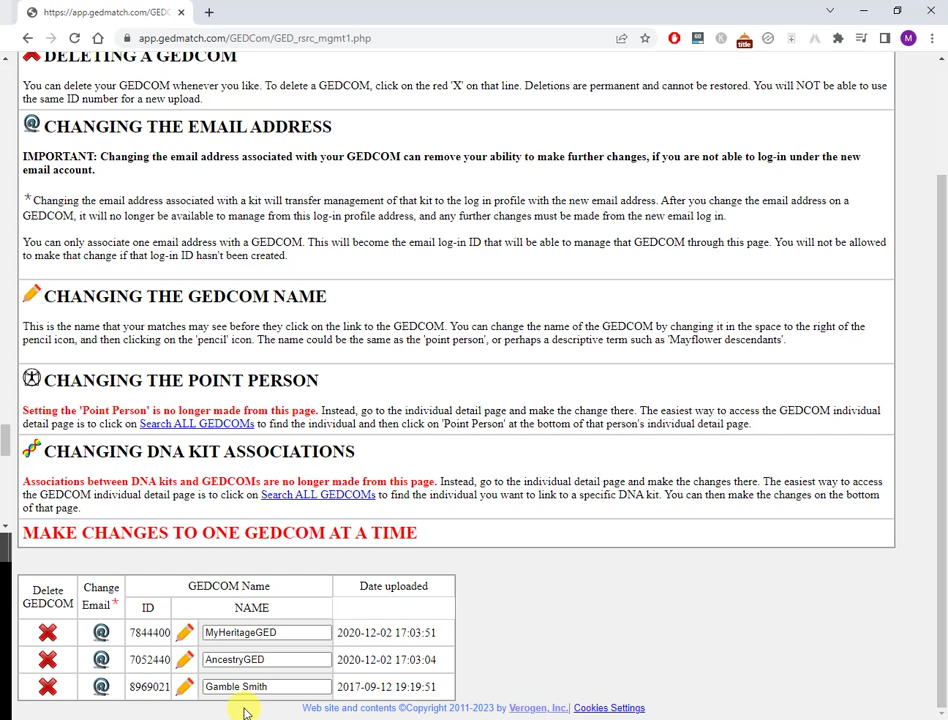 https://app.gedmatch.com/GEDC
app.gedmatch.com/GEDCom/GED_rsrc_mgmt1.php
title
M
DELETING A GEDCOM
You can delete your GEDCOM whenever you like. To delete a GEDCOM, click on the red 'X' on that line. Deletions are permanent and cannot be restored. You will NOT be able to use
the same ID number for a new upload.
CHANGING THE EMAIL ADDRESS
IMPORTANT: Changing the email address associated with your GEDCOM can remove your ability to make further changes, if you are not able to log-in under the new
email account.
*Changing the email address associated with a kit will transfer management of that kit to the log in profile with the new email address. After you change the email address on a
GEDCOM, it will no longer be available to manage from this log-in profile address, and any further changes must be made from the new email log in.
You can only associate one email address with a GEDCOM. This will become the email log-in ID that will be able to manage that GEDCOM through this page. You will not be allowed
to make that change if that log-in ID hasn't been created.
CHANGING THE GEDCOM NAME
This is the name that your matches may see before they click on the link to the GEDCOM. You can change the name of the GEDCOM by changing it in the space to the right of the
pencil icon, and then clicking on the 'pencil' icon. The name could be the same as the 'point person', or perhaps a descriptive term such as 'Mayflower descendants'.
CHANGING THE POINT PERSON
Setting the 'Point Person' is no longer made from this page. Instead, go to the individual detail page and make the change there. The easiest way to access the GEDCOM individual
detail page is to click on Search ALL GEDCOMs to find the individual and then click on 'Point Person' at the bottom of that person's individual detail page.
CHANGING DNA KIT ASSOCIATIONS
Associations between DNA kits and GEDCOMs are no longer made from this page. Instead, go to the individual detail page and make the changes there. The easiest way to access
the GEDCOM individual detail page is to click on Search ALL GEDCOMs to find the individual you want to link to a specific DNA kit. You can then make the changes on the bottom
of that page.
MAKE CHANGES TO ONE GEDCOM AT A TIME
Delete GEDCOM Change Email* GEDCOM Name Date uploaded
ID NAME
7844400 MyHeritageGED 2020-12-02 17:03:51
7052440 AncestryGED 2020-12-02 17:03:04
8969021 Gamble Smith 2017-09-12 19:19:51
Web site and contents ©Copyright 2011-2023 by Verogen, Inc.| Cookies Settings